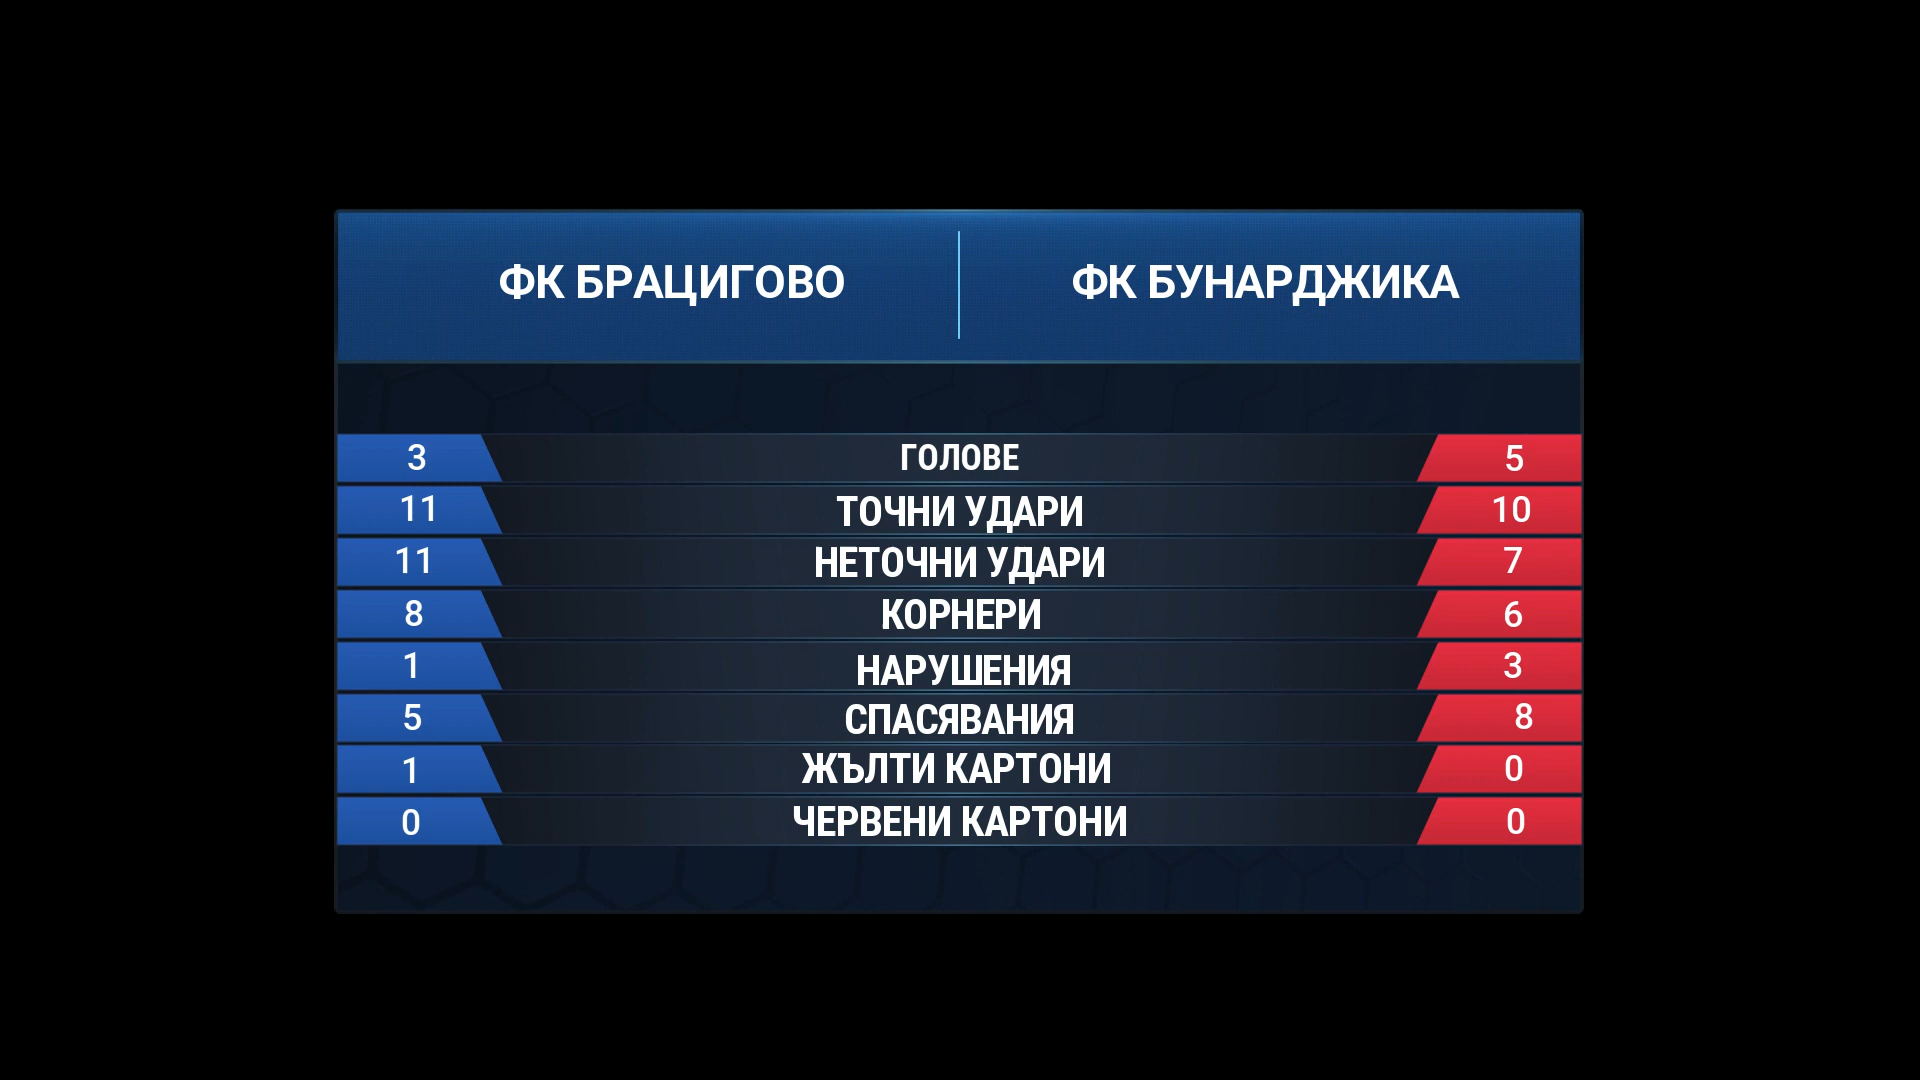 ФК БРАЦИГОВО ФК БУНАРДЖИКА
3 ГОЛОВЕ 5
11 ТОЧНИ УДАРИ 10
11 НЕТОЧНИ УДАРИ 7
8 КОРНЕРИ 6
1 НАРУШЕНИЯ 3
5 СПАСЯВАНИЯ 8
1 ЖЪЛТИ КАРТОНИ 0
0 ЧЕРВЕНИ КАРТОНИ 0